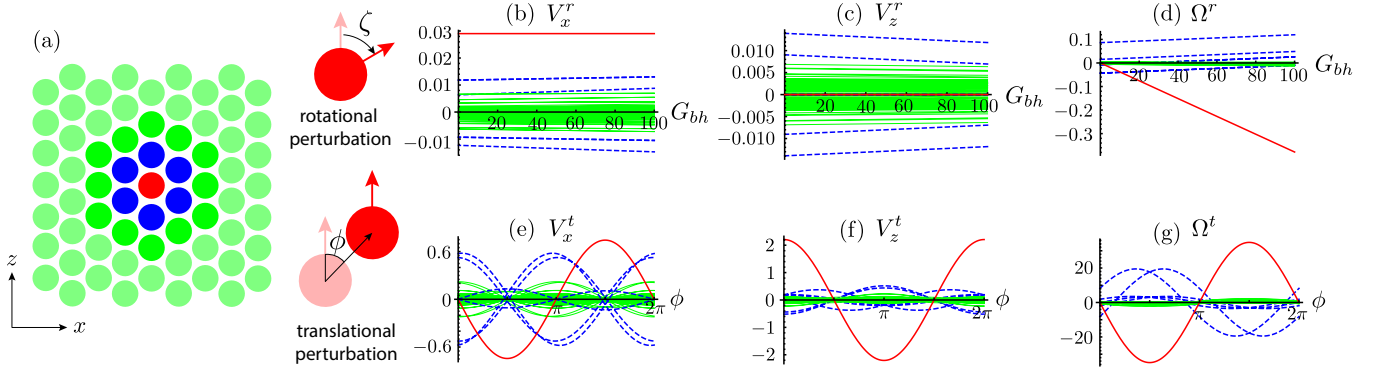 (a)
z
x
ζ
rotational
perturbation
ϕ
translational
perturbation
(b) V_x^r
0.03
0.02
0.01
0
−0.01
20 40 60 80 100
G_bh
(c) V_z^r
0.010
0.005
0
−0.005
−0.010
20 40 60 80 100
G_bh
(d) Ω^r
0.1
0
−0.1
−0.2
−0.3
20 40 60 80 100
G_bh
(e) V_x^t
0.6
0
−0.6
π 2π
ϕ
(f) V_z^t
2
1
0
−1
−2
π 2π
ϕ
(g) Ω^t
20
0
−20
π 2π
ϕ